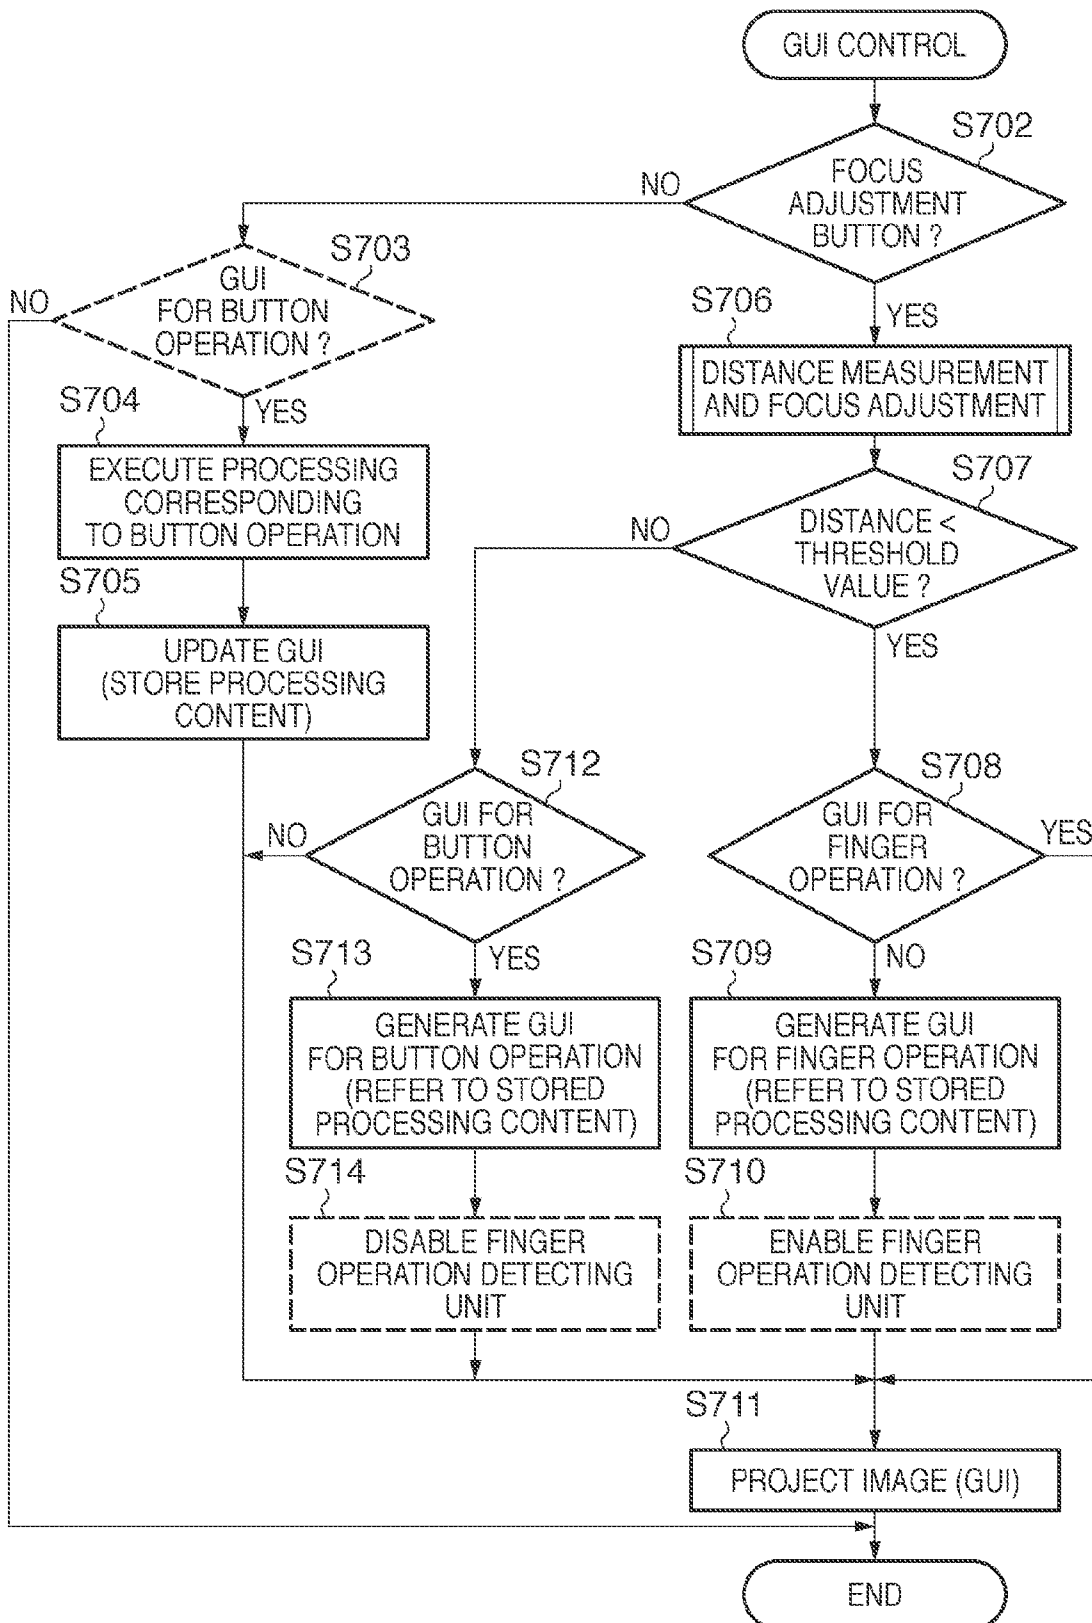 GUI CONTROL
S702
FOCUS
ADJUSTMENT
BUTTON ?
NO
YES
S703
GUI
FOR BUTTON
OPERATION ?
NO
YES
S706
DISTANCE MEASUREMENT
AND FOCUS ADJUSTMENT
S704
EXECUTE PROCESSING
CORRESPONDING
TO BUTTON OPERATION
S707
DISTANCE <
THRESHOLD
VALUE ?
NO
YES
S705
UPDATE GUI
(STORE PROCESSING
CONTENT)
S712
GUI FOR
BUTTON
OPERATION ?
NO
YES
S708
GUI FOR
FINGER
OPERATION ?
YES
NO
S713
GENERATE GUI
FOR BUTTON OPERATION
(REFER TO STORED
PROCESSING CONTENT)
S709
GENERATE GUI
FOR FINGER OPERATION
(REFER TO STORED
PROCESSING CONTENT)
S714
DISABLE FINGER
OPERATION DETECTING
UNIT
S710
ENABLE FINGER
OPERATION DETECTING
UNIT
S711
PROJECT IMAGE (GUI)
END